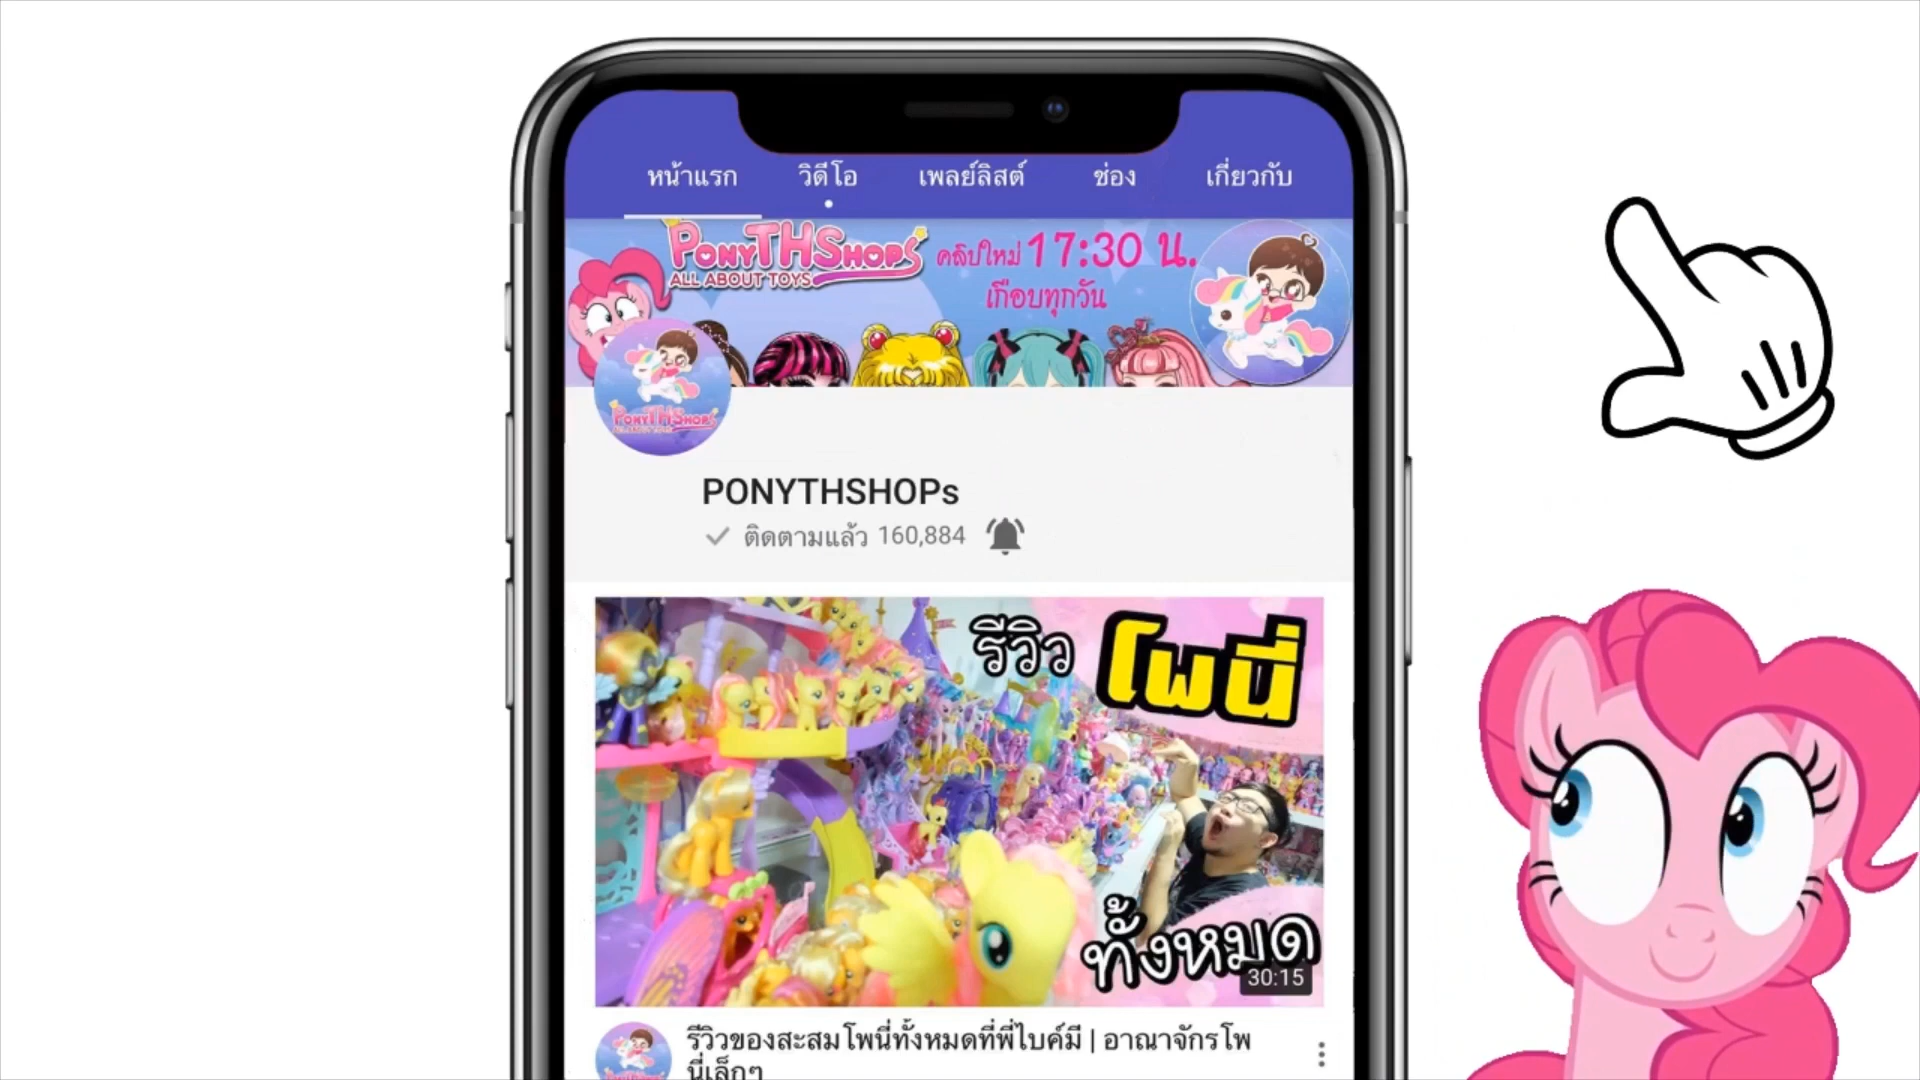 หน้าแรก วิดีโอ เพลย์ลิสต์ ช่อง เกี่ยวกับ
PONYTHSHOPS
ALL ABOUT TOYS
คลิปใหม่ 17:30 น.
เกือบทุกวัน
PONYTHSHOPS
ALL ABOUT TOYS
PONYTHSHOPs
ติดตามแล้ว 160,884
รีวิว โพนี่
ทั้งหมด
30:15
รีวิวของสะสมโพนี่ทั้งหมดที่พี่ไบค์มี | อาณาจักรโพ
นี่เล็กๆ